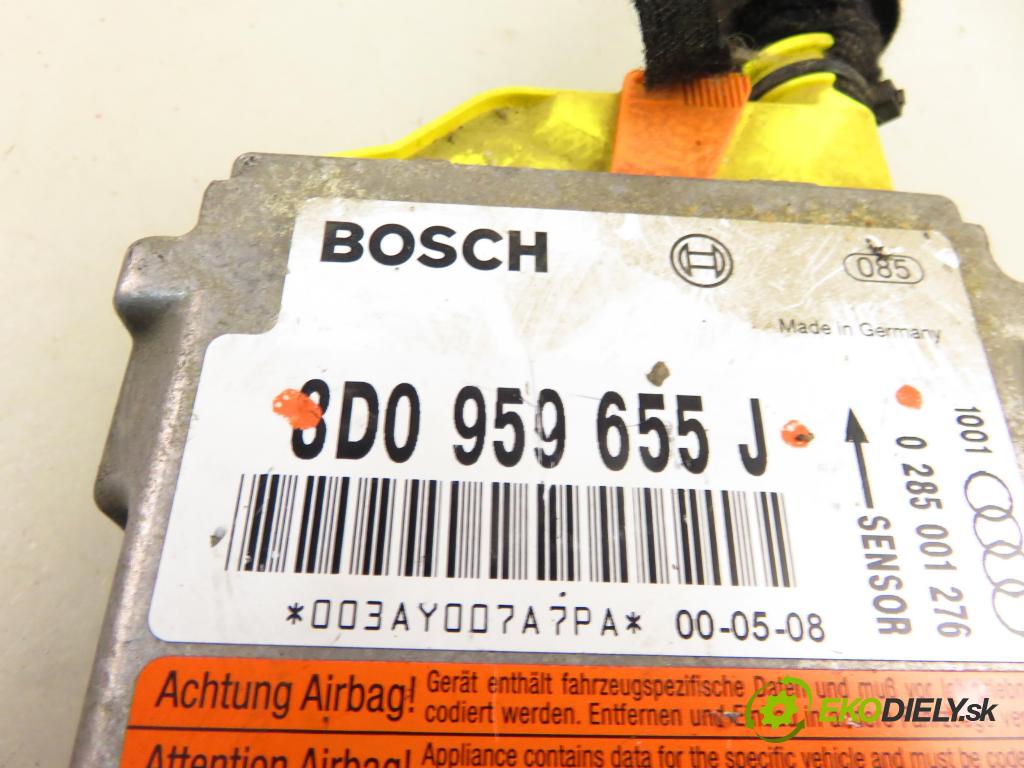 BOSCH
085
Made in Germany
8D0 959 655 J
SENSOR
0 285 001 276
1001
*003AY007A7PA* 00-05-08
Achtung Airbag!
Gerät enthält fahrzeugspezifische Daten und muß vor
codiert werden. Entfernen und in
Attention Airbag!
Appliance contains data for the specific vehicle and must be code
EKODIELY.sk